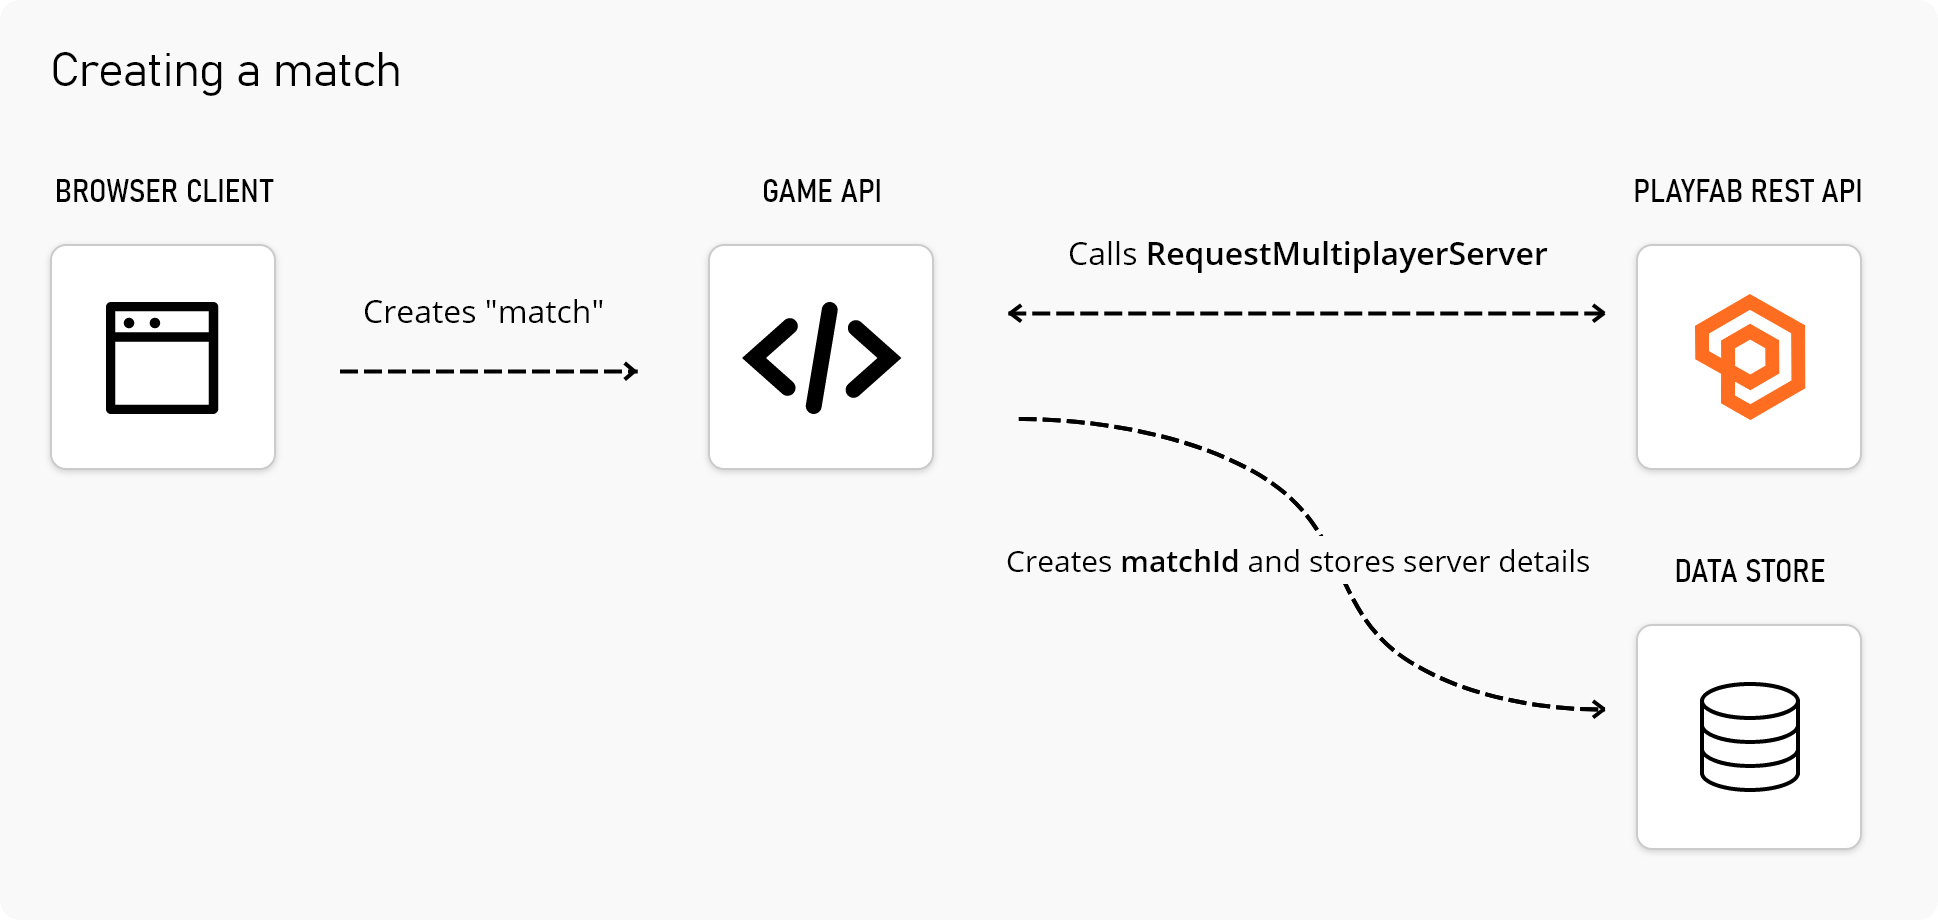 Creating a match
BROWSER CLIENT
GAME API
PLAYFAB REST API
Creates "match"
Calls RequestMultiplayerServer
Creates matchId and stores server details
DATA STORE